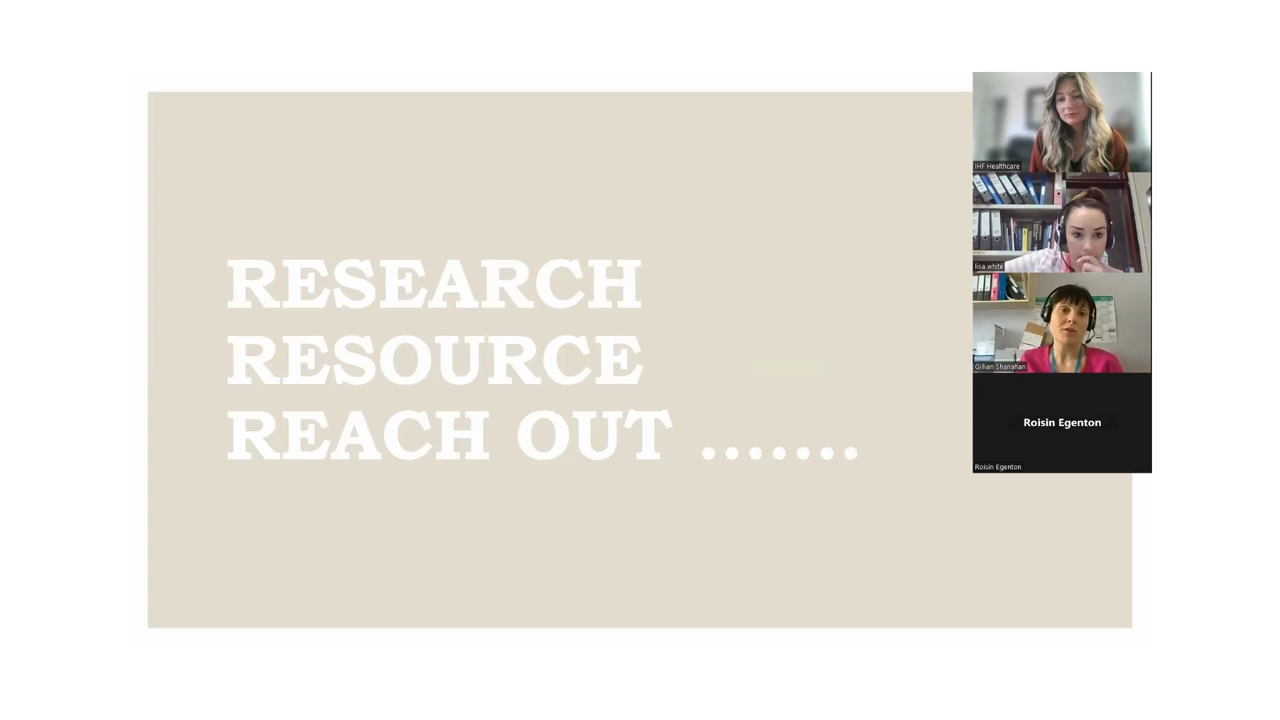 RESEARCH
RESOURCE
REACH OUT .......
IHF Healthcare
lisa white
Gillian Shanahan
Roisin Egenton
Roisin Egenton